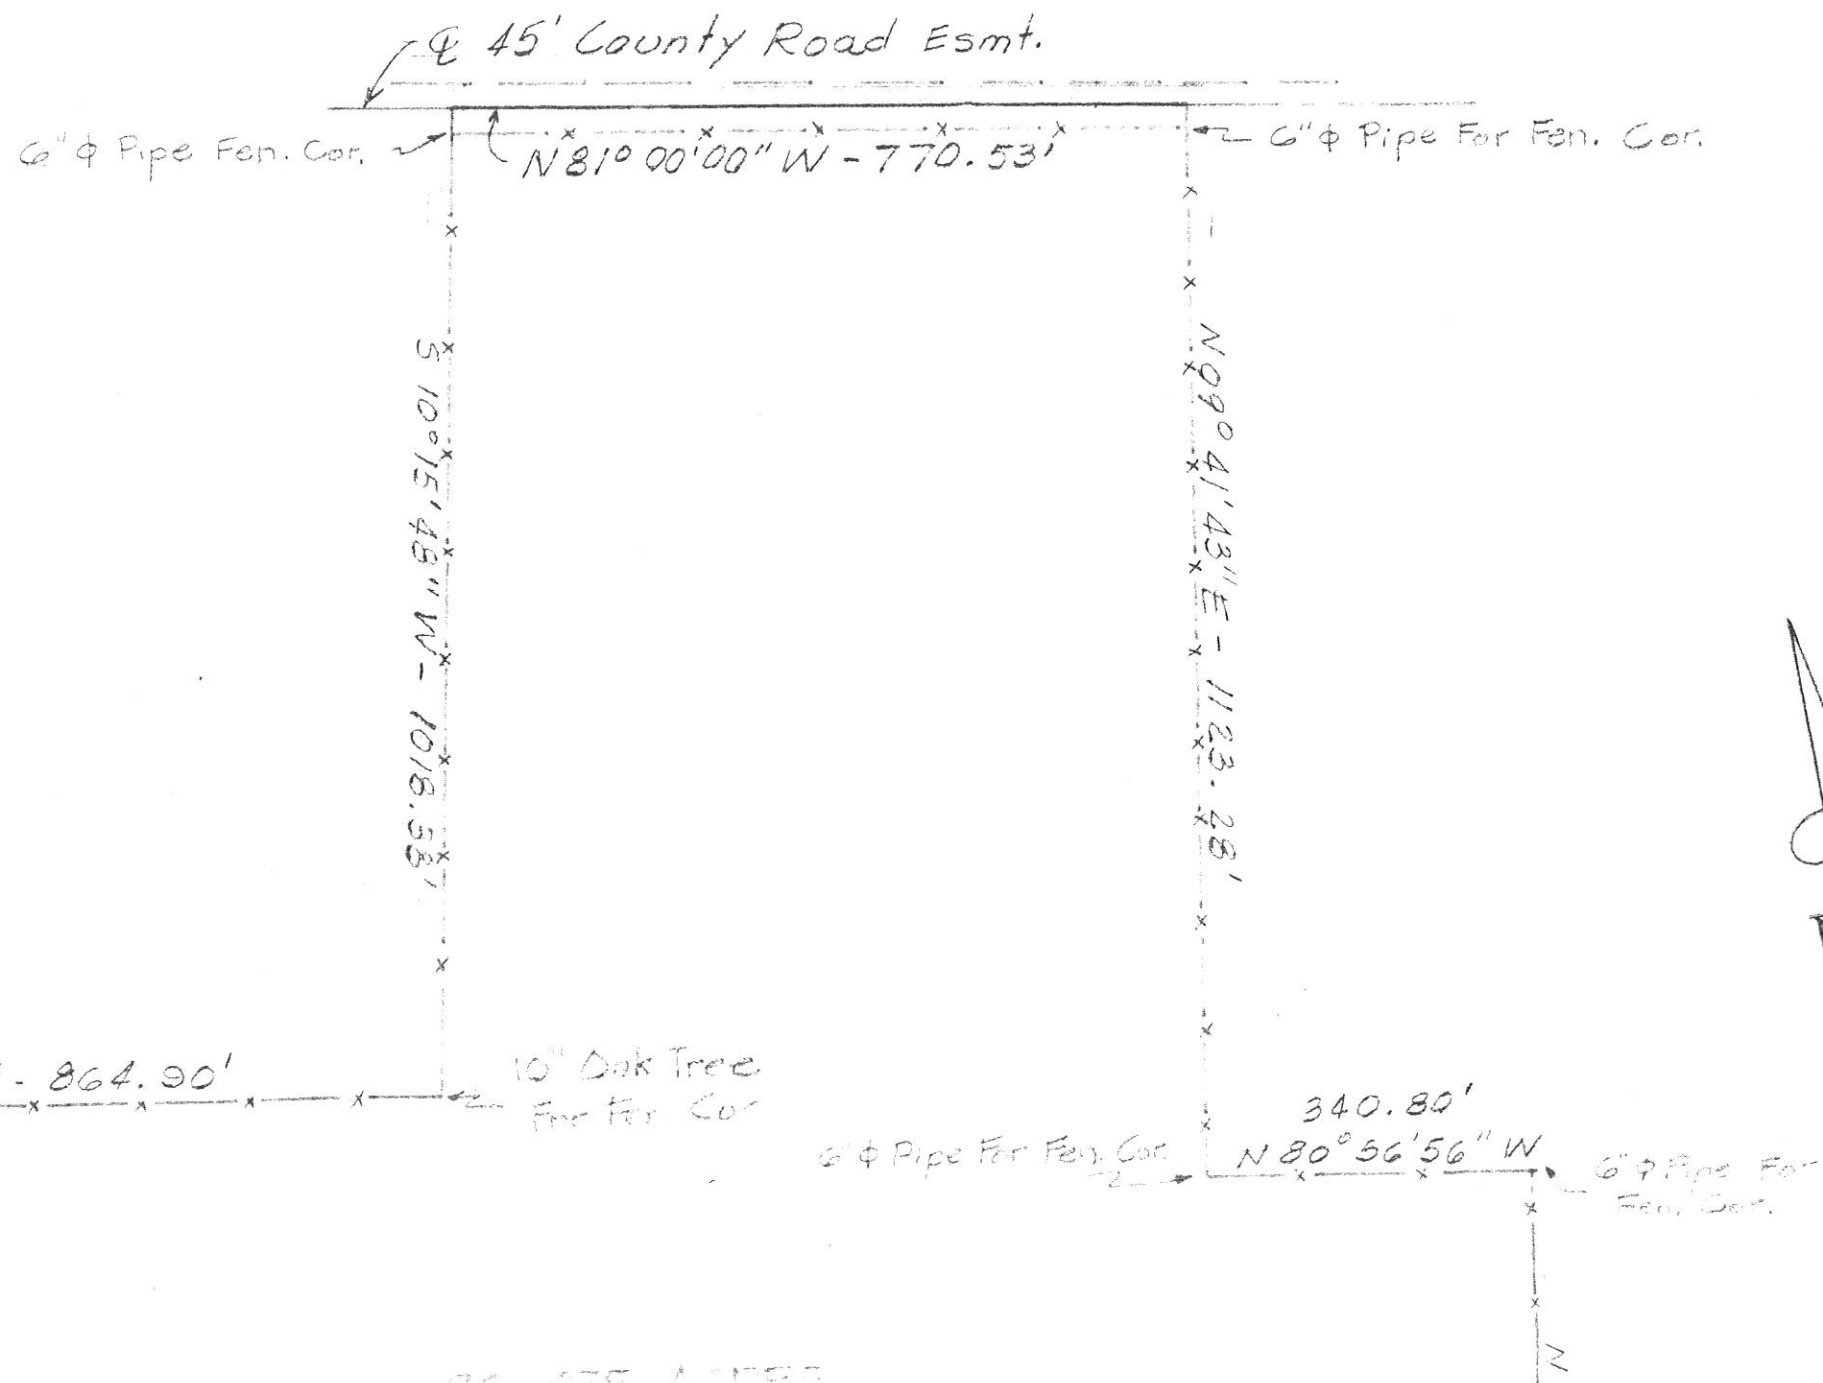 ℄ 45' County Road Esmt.
6"ϕ Pipe Fen. Cor.
6"ϕ Pipe For Fen. Cor.
N 81° 00' 00" W - 770.53'
S 10° 15' 48" W - 1018.58'
N 09° 41' 43" E - 1123.28'
- 864.90'
10" Oak Tree
For Fen. Cor
340.80'
6"ϕ Pipe For Fen. Cor.
N 80° 56' 56" W
6"ϕ Pipe For
Fen. Cor.
N